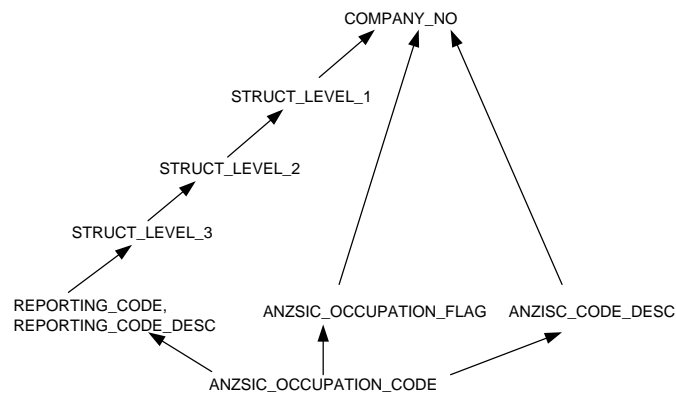 COMPANY_NO
STRUCT_LEVEL_1
STRUCT_LEVEL_2
STRUCT_LEVEL_3
REPORTING_CODE,
REPORTING_CODE_DESC
ANZSIC_OCCUPATION_FLAG
ANZISC_CODE_DESC
ANZSIC_OCCUPATION_CODE